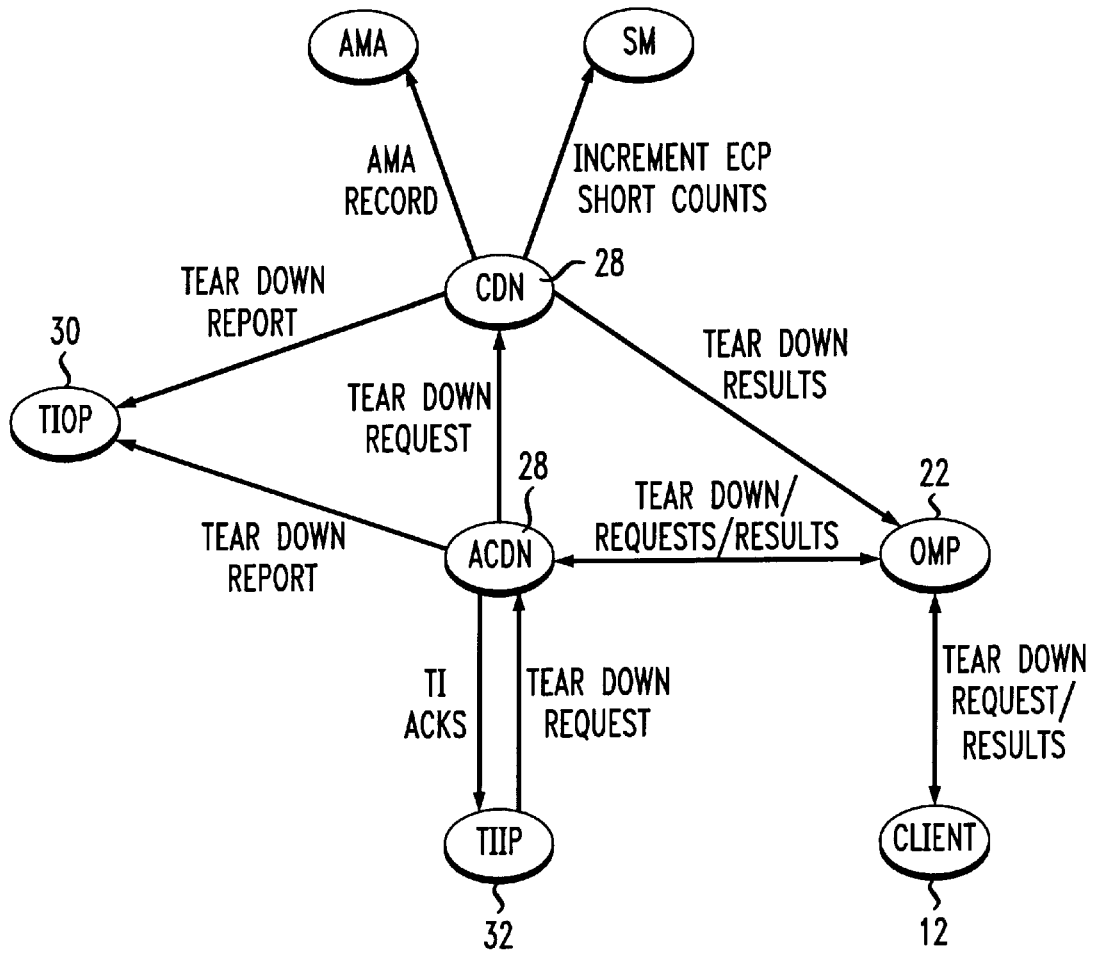 AMA
SM
AMA
RECORD
INCREMENT ECP
SHORT COUNTS
CDN
28
TEAR DOWN
REPORT
30
TIOP
TEAR DOWN
RESULTS
TEAR DOWN
REQUEST
28
ACDN
TEAR DOWN/
REQUESTS/RESULTS
22
OMP
TEAR DOWN
REPORT
TI
ACKS
TEAR DOWN
REQUEST
TEAR DOWN
REQUEST/
RESULTS
TIIP
32
CLIENT
12